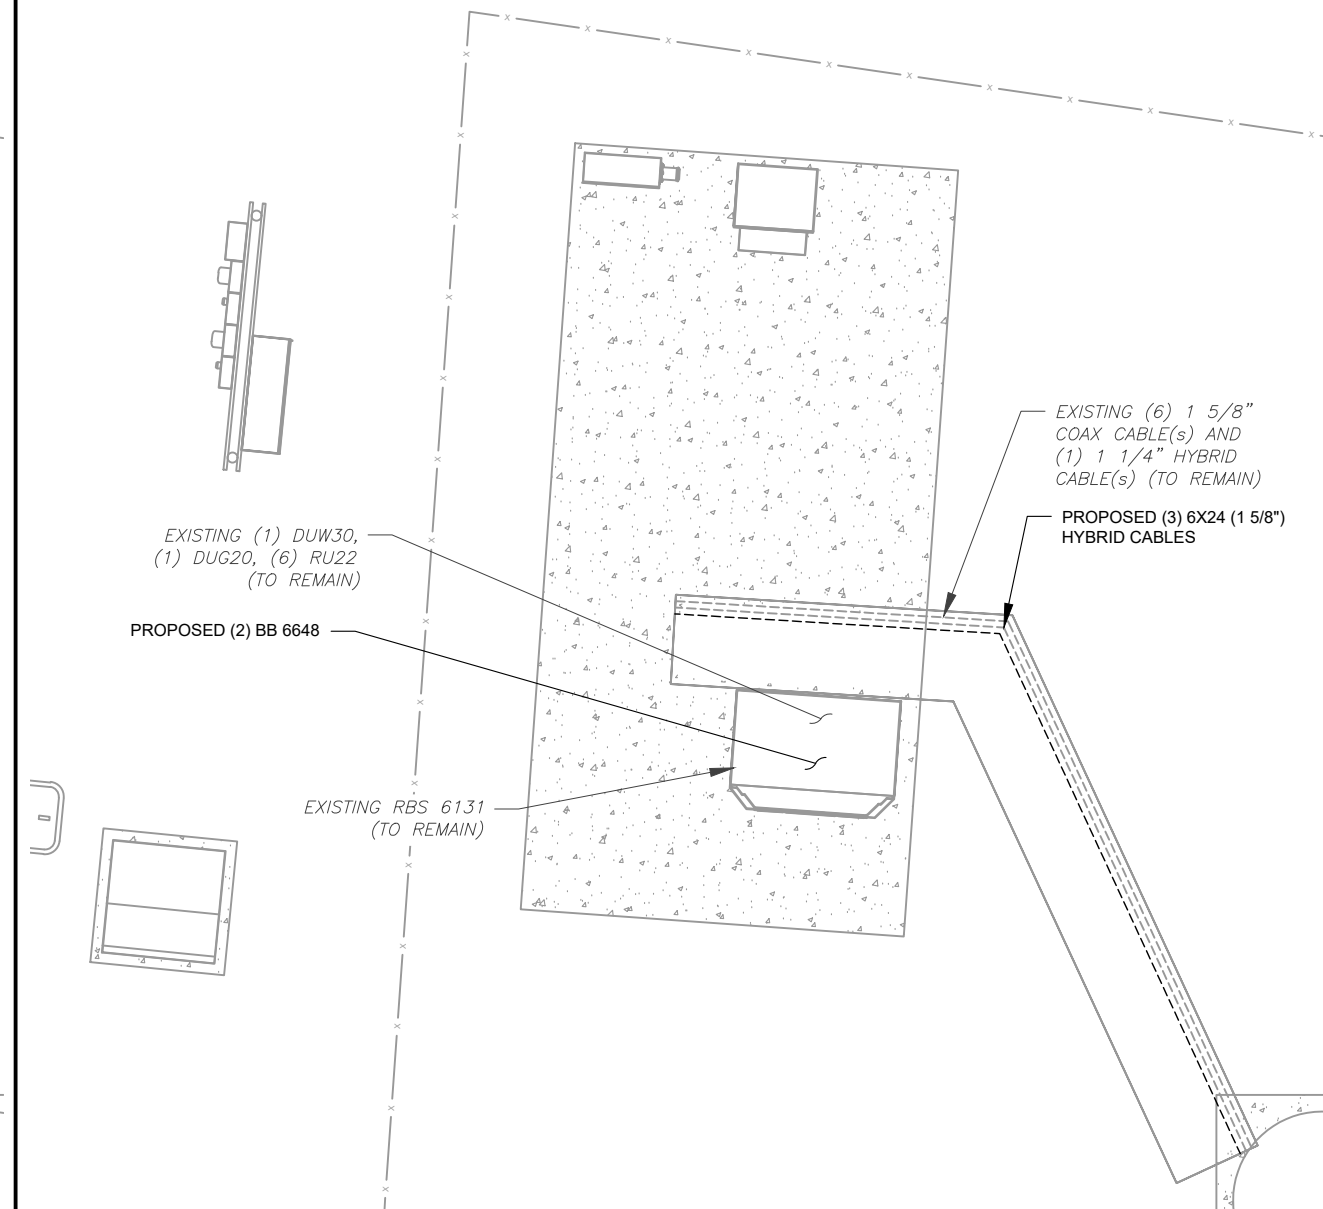 EXISTING (6) 1 5/8”
COAX CABLE(s) AND
(1) 1 1/4” HYBRID
CABLE(s) (TO REMAIN)
PROPOSED (3) 6X24 (1 5/8")
HYBRID CABLES
EXISTING (1) DUW30,
(1) DUG20, (6) RU22
(TO REMAIN)
PROPOSED (2) BB 6648
EXISTING RBS 6131
(TO REMAIN)